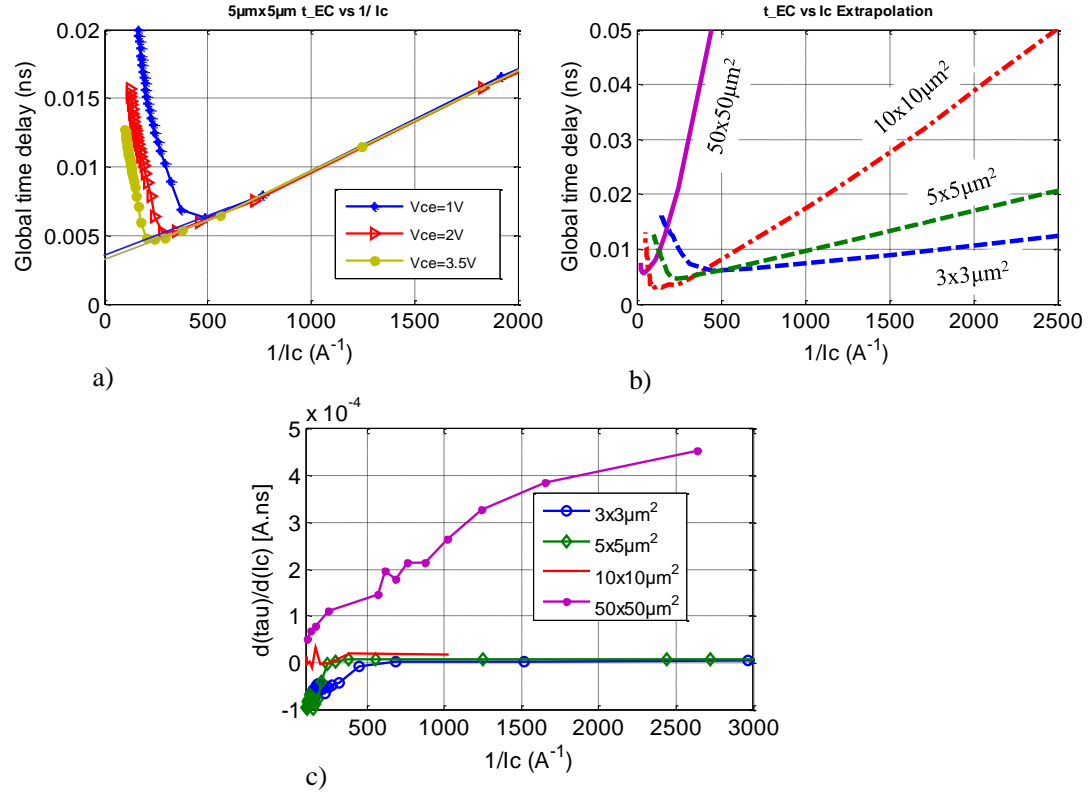 5µmx5µm t_EC vs 1/ Ic
Global time delay (ns)
0.02
0.015
0.01
0.005
0
0 500 1000 1500 2000
1/Ic (A⁻¹)
Vce=1V
Vce=2V
Vce=3.5V
a)
t_EC vs Ic Extrapolation
Global time delay (ns)
0.05
0.04
0.03
0.02
0.01
0
0 500 1000 1500 2000 2500
1/Ic (A⁻¹)
50x50µm²
10x10µm²
5x5µm²
3x3µm²
b)
x 10⁻⁴
d(tau)/d(Ic) [A.ns]
5
4
3
2
1
0
-1
500 1000 1500 2000 2500 3000
1/Ic (A⁻¹)
3x3µm²
5x5µm²
10x10µm²
50x50µm²
c)